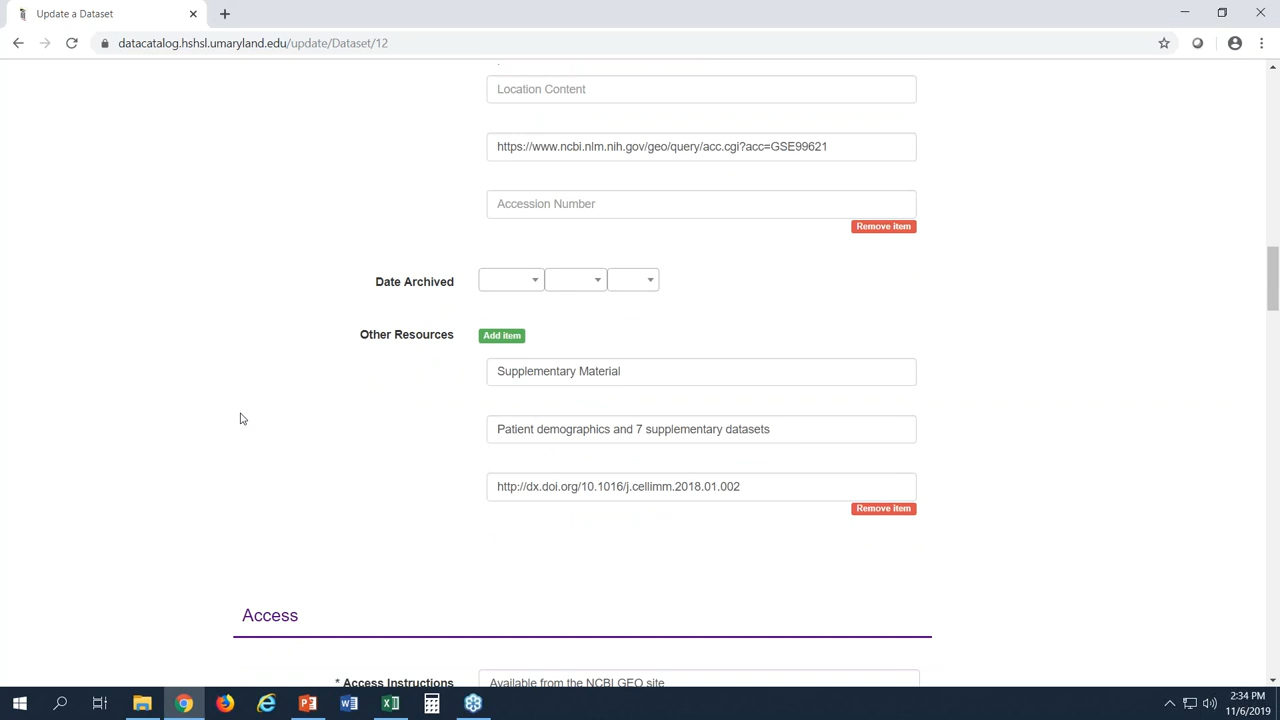 Update a Dataset
datacatalog.hshsl.umaryland.edu/update/Dataset/12
Location Content
https://www.ncbi.nlm.nih.gov/geo/query/acc.cgi?acc=GSE99621
Accession Number
Remove item
Date Archived
Other Resources
Add item
Supplementary Material
Patient demographics and 7 supplementary datasets
http://dx.doi.org/10.1016/j.cellimm.2018.01.002
Remove item
Access
* Access Instructions
Available from the NCBI GEO site
2:34 PM
11/6/2019